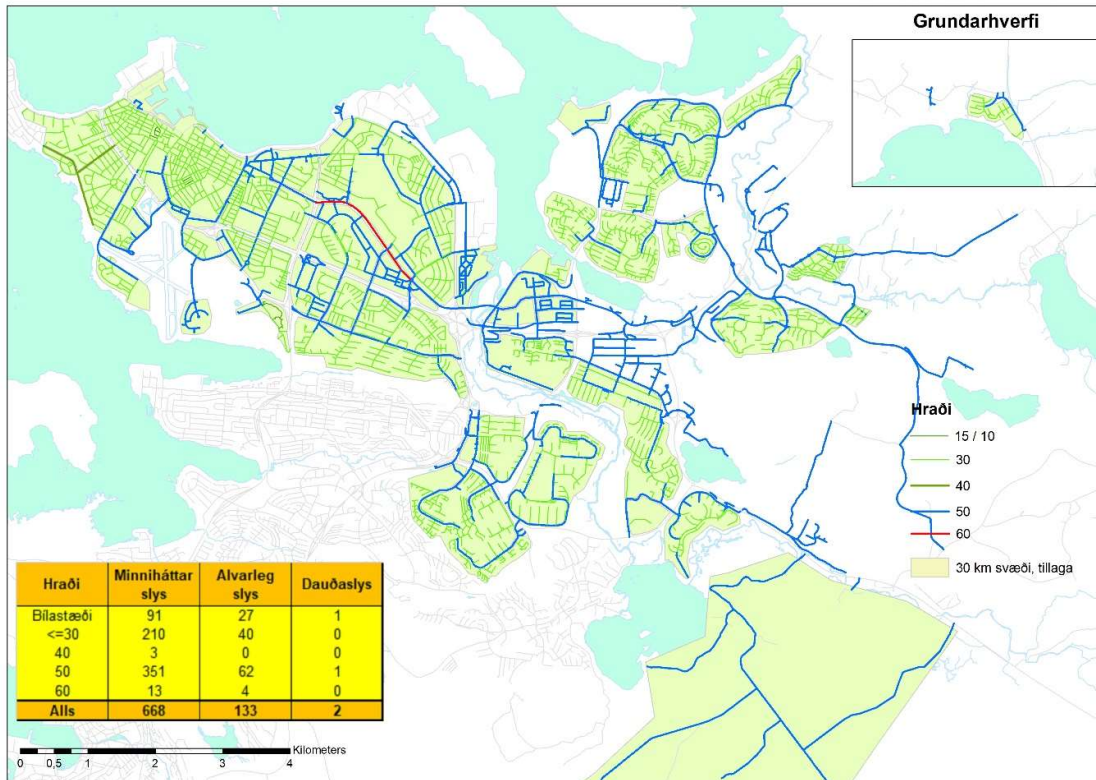 Grundarhverfi
Hraði
15 / 10
30
40
50
60
30 km svæði, tillaga
Hraði Minniháttar slys Alvarleg slys Dauðaslys
Bílastæði 91 27 1
<=30 210 40 0
40 3 0 0
50 351 62 1
60 13 4 0
Alls 668 133 2
Kilometers
0 0,5 1 2 3 4